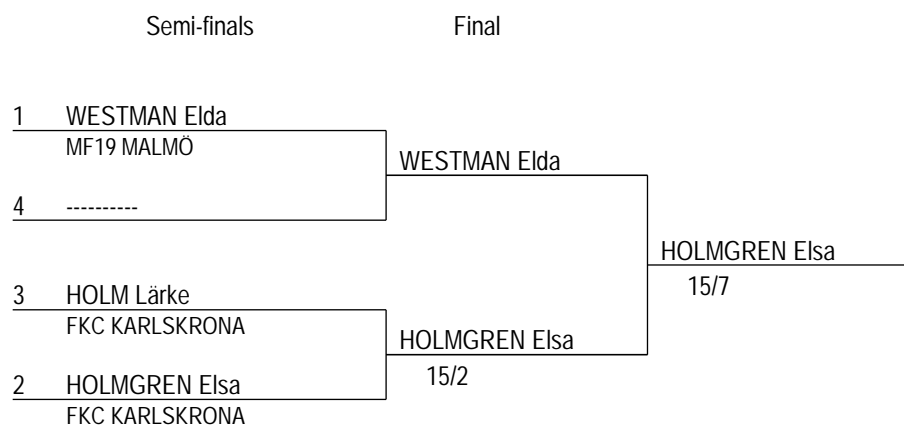 Semi-finals Final
1 WESTMAN Elda
MF19 MALMÖ
WESTMAN Elda
4 ----------
HOLMGREN Elsa
15/7
3 HOLM Lärke
FKC KARLSKRONA
HOLMGREN Elsa
15/2
2 HOLMGREN Elsa
FKC KARLSKRONA